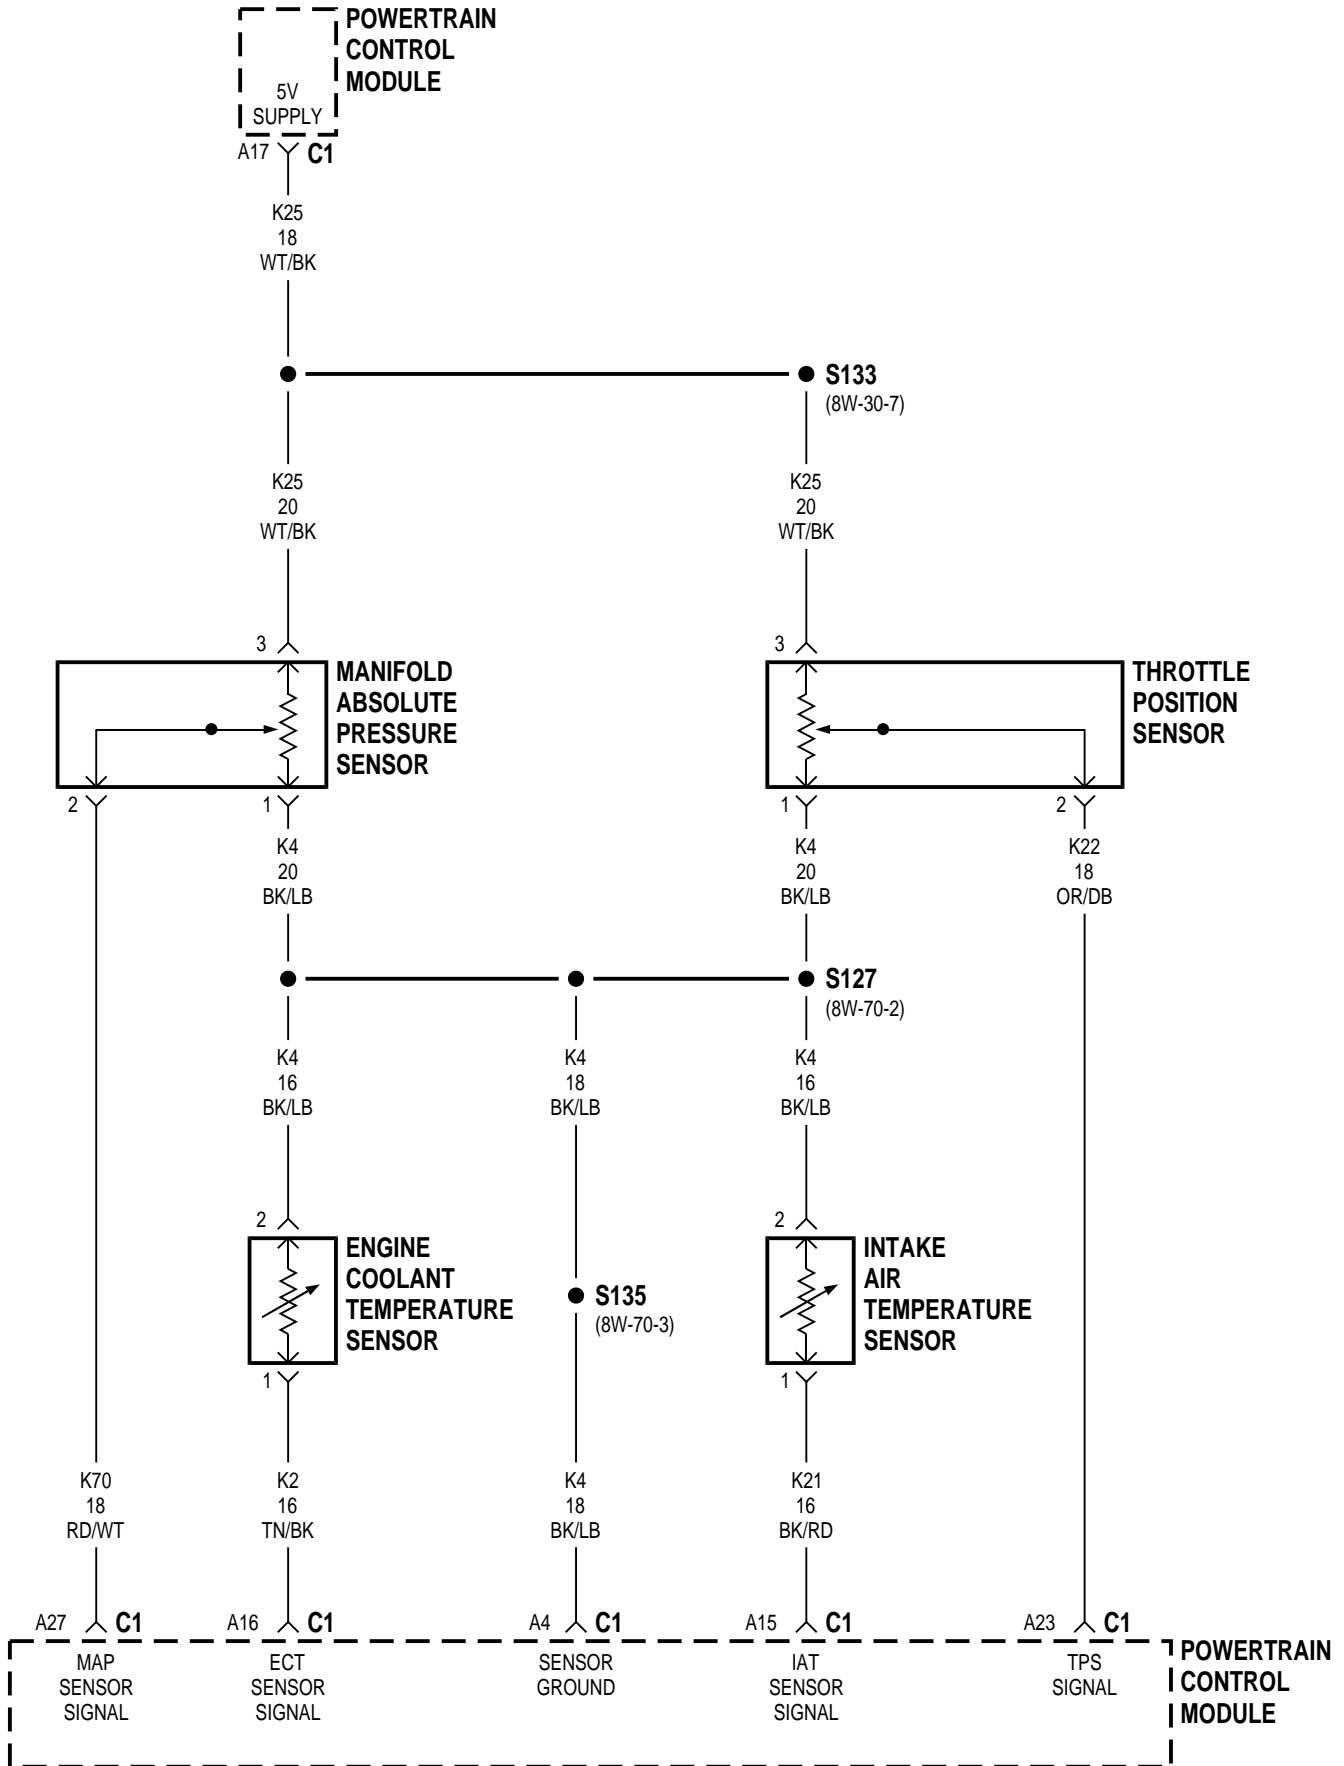 POWERTRAIN
CONTROL
MODULE
5V
SUPPLY
A17
C1
K25
18
WT/BK
S133
(8W-30-7)
K25
20
WT/BK
K25
20
WT/BK
3
3
MANIFOLD
ABSOLUTE
PRESSURE
SENSOR
THROTTLE
POSITION
SENSOR
2
1
1
2
K4
20
BK/LB
K4
20
BK/LB
K22
18
OR/DB
S127
(8W-70-2)
K4
16
BK/LB
K4
18
BK/LB
K4
16
BK/LB
2
2
ENGINE
COOLANT
TEMPERATURE
SENSOR
S135
(8W-70-3)
INTAKE
AIR
TEMPERATURE
SENSOR
1
1
K70
18
RD/WT
K2
16
TN/BK
K4
18
BK/LB
K21
16
BK/RD
A27
C1
A16
C1
A4
C1
A15
C1
A23
C1
MAP
SENSOR
SIGNAL
ECT
SENSOR
SIGNAL
SENSOR
GROUND
IAT
SENSOR
SIGNAL
TPS
SIGNAL
POWERTRAIN
CONTROL
MODULE